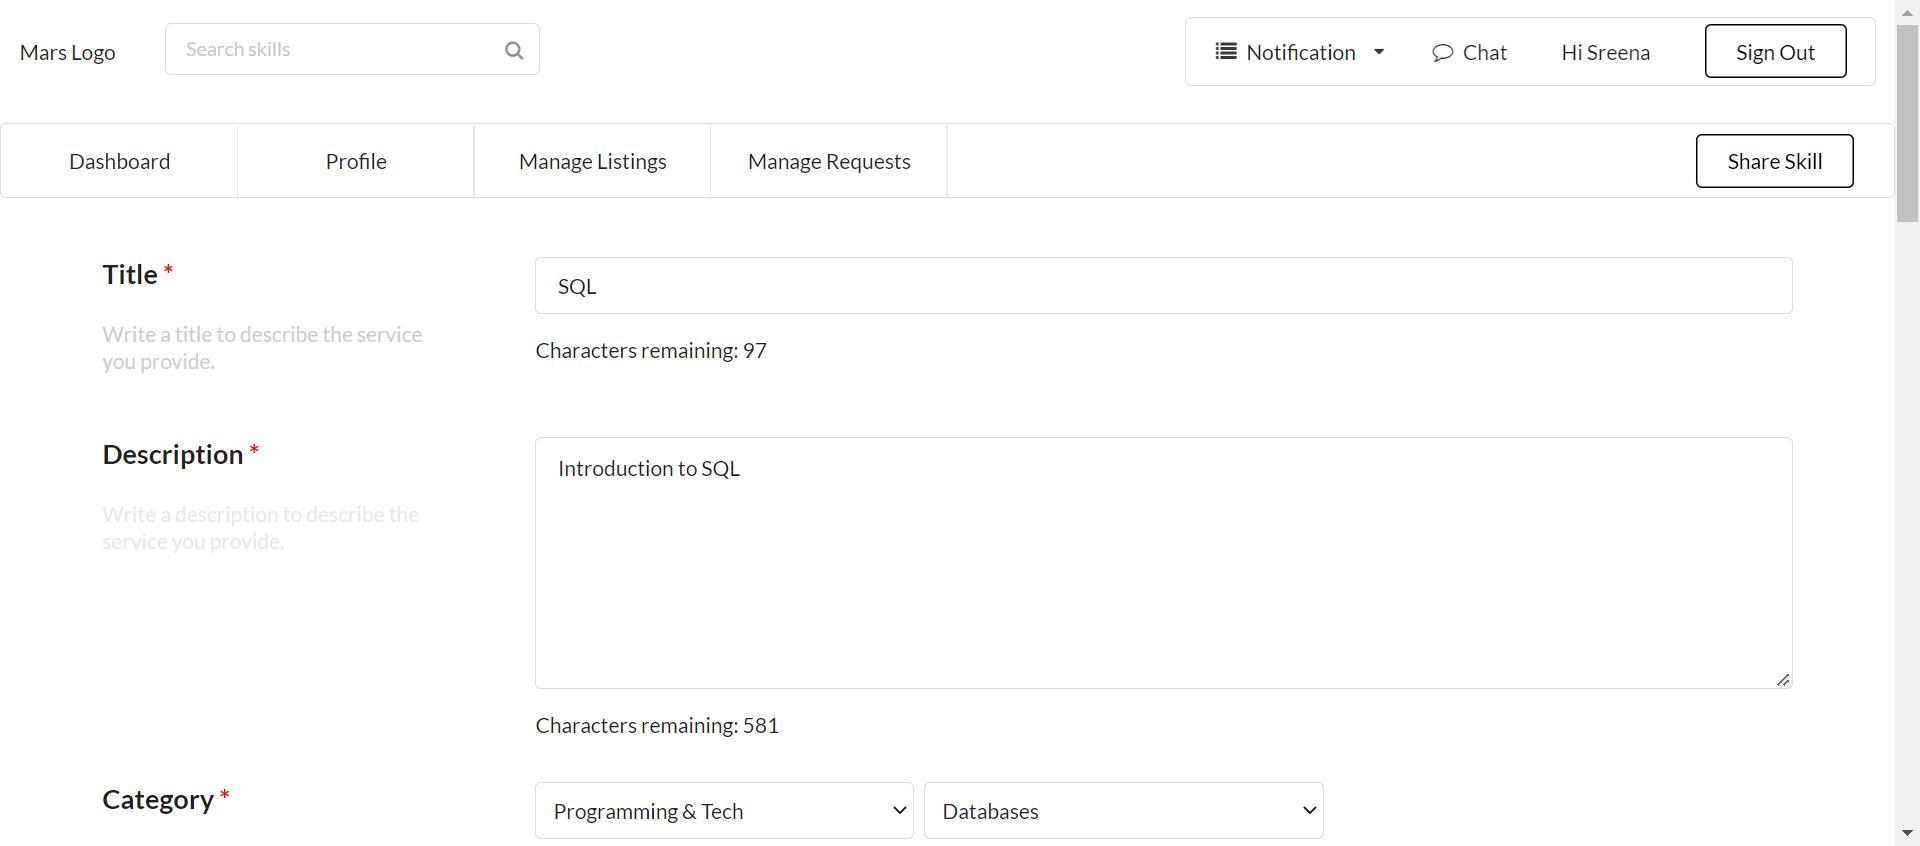 Mars Logo
Search skills
Notification
Chat
Hi Sreena
Sign Out
Dashboard
Profile
Manage Listings
Manage Requests
Share Skill
Title *
SQL
Write a title to describe the service
you provide.
Characters remaining: 97
Description *
Introduction to SQL
Write a description to describe the
service you provide.
Characters remaining: 581
Category *
Programming & Tech
Databases